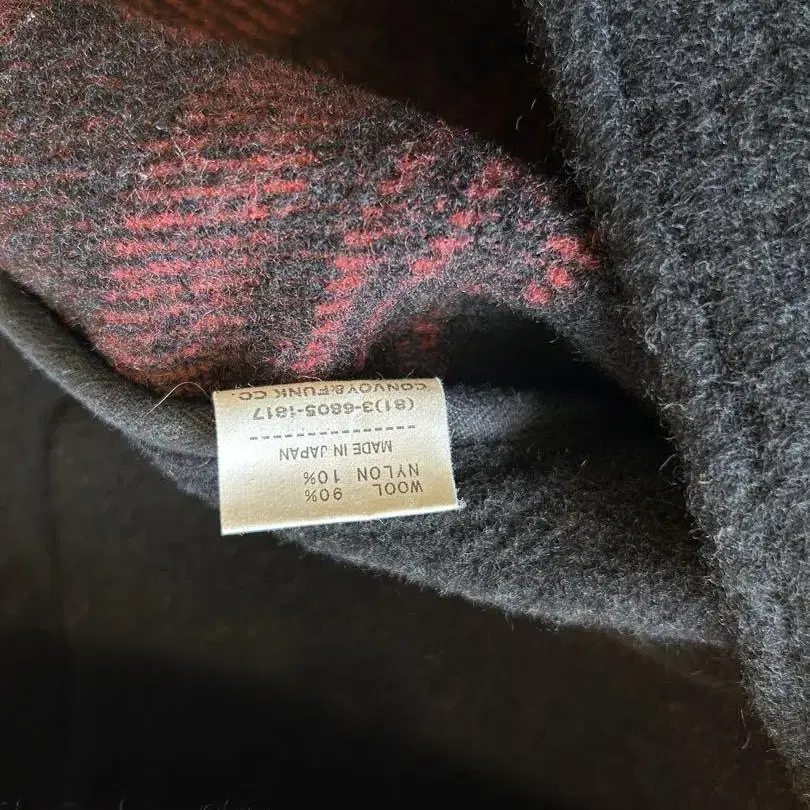 WOOL 90%
NYLON 10%
MADE IN JAPAN
(81)3-6805-1817
CONVOY&FUNK CO.